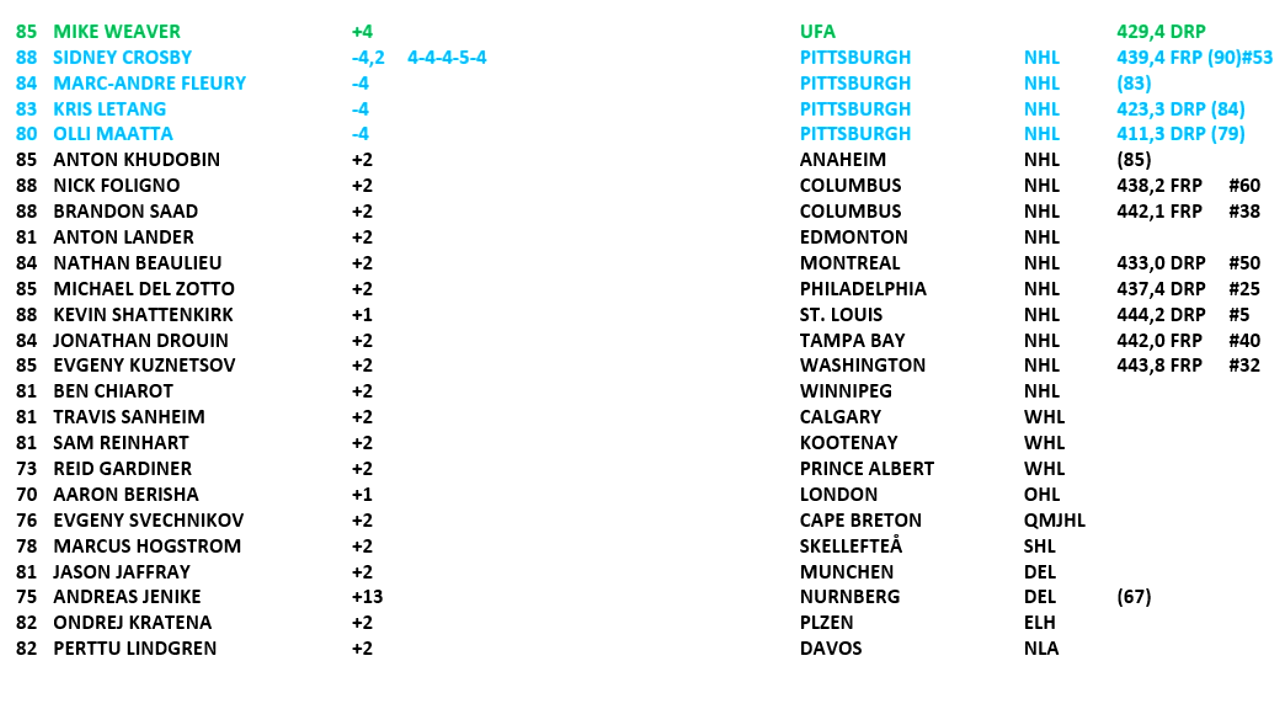 85 MIKE WEAVER +4 UFA 429,4 DRP
88 SIDNEY CROSBY -4,2 4-4-4-5-4 PITTSBURGH NHL 439,4 FRP (90)#53
84 MARC-ANDRE FLEURY -4 PITTSBURGH NHL (83)
83 KRIS LETANG -4 PITTSBURGH NHL 423,3 DRP (84)
80 OLLI MAATTA -4 PITTSBURGH NHL 411,3 DRP (79)
85 ANTON KHUDOBIN +2 ANAHEIM NHL (85)
88 NICK FOLIGNO +2 COLUMBUS NHL 438,2 FRP #60
88 BRANDON SAAD +2 COLUMBUS NHL 442,1 FRP #38
81 ANTON LANDER +2 EDMONTON NHL
84 NATHAN BEAULIEU +2 MONTREAL NHL 433,0 DRP #50
85 MICHAEL DEL ZOTTO +2 PHILADELPHIA NHL 437,4 DRP #25
88 KEVIN SHATTENKIRK +1 ST. LOUIS NHL 444,2 DRP #5
84 JONATHAN DROUIN +2 TAMPA BAY NHL 442,0 FRP #40
85 EVGENY KUZNETSOV +2 WASHINGTON NHL 443,8 FRP #32
81 BEN CHIAROT +2 WINNIPEG NHL
81 TRAVIS SANHEIM +2 CALGARY WHL
81 SAM REINHART +2 KOOTENAY WHL
73 REID GARDINER +2 PRINCE ALBERT WHL
70 AARON BERISHA +1 LONDON OHL
76 EVGENY SVECHNIKOV +2 CAPE BRETON QMJHL
78 MARCUS HOGSTROM +2 SKELLEFTEÅ SHL
81 JASON JAFFRAY +2 MUNCHEN DEL
75 ANDREAS JENIKE +13 NURNBERG DEL (67)
82 ONDREJ KRATENA +2 PLZEN ELH
82 PERTTU LINDGREN +2 DAVOS NLA